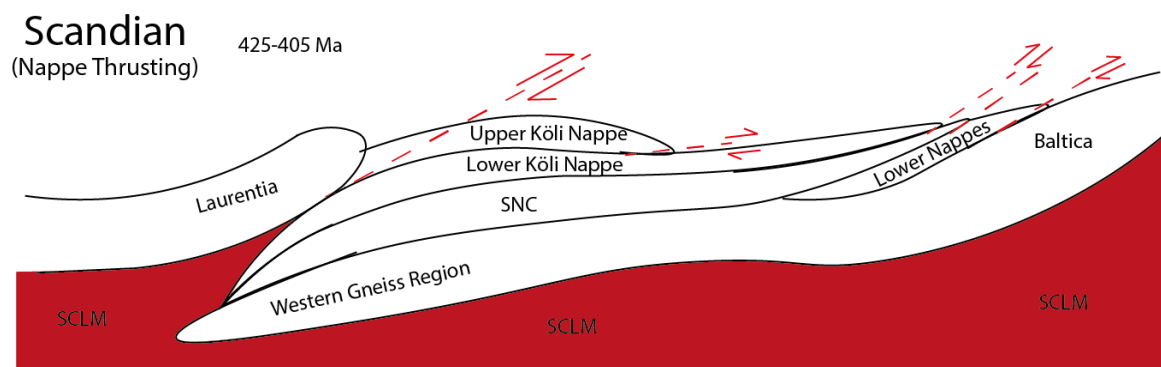 Scandian
425-405 Ma
(Nappe Thrusting)
Upper Köli Nappe
Lower Köli Nappe
Lower Nappes
Baltica
Laurentia
SNC
Western Gneiss Region
SCLM
SCLM
SCLM